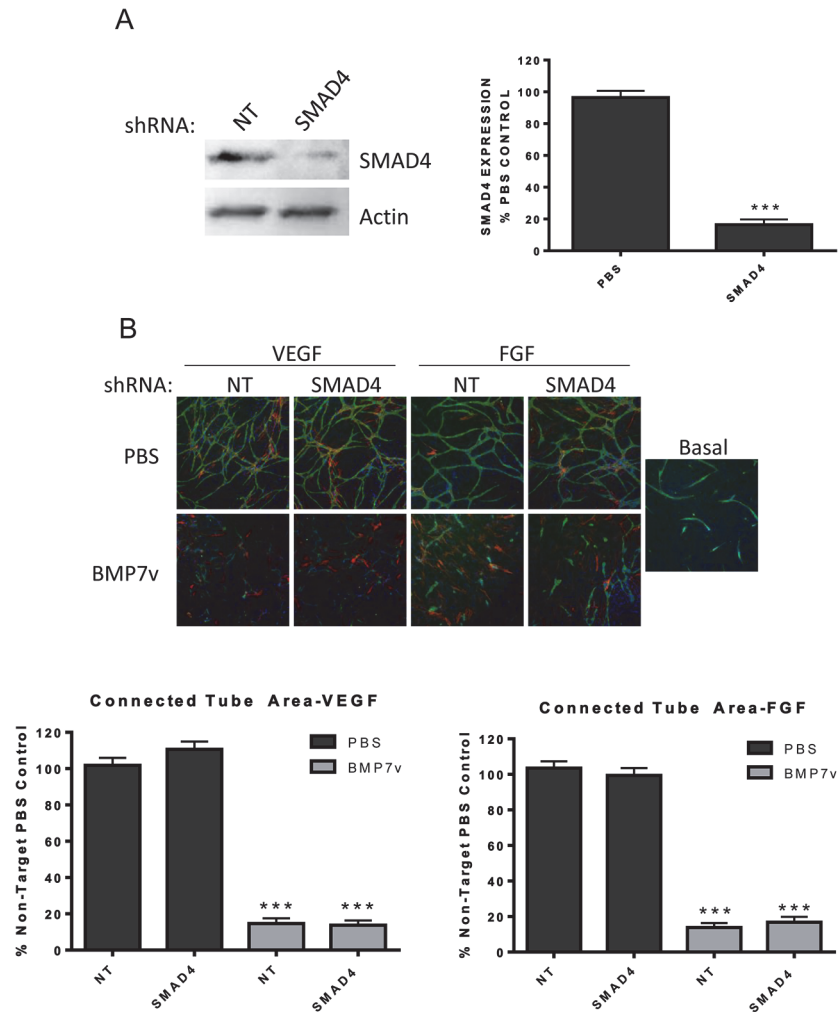 A
shRNA:
NT
SMAD4
SMAD4
Actin
SMAD4 EXPRESSION
% PBS CONTROL
120
100
80
60
40
20
0
***
PBS
SMAD4
B
VEGF
FGF
shRNA:
NT
SMAD4
NT
SMAD4
PBS
Basal
BMP7v
Connected Tube Area-VEGF
% Non-Target PBS Control
120
100
80
60
40
20
0
PBS
BMP7v
***
***
NT
SMAD4
NT
SMAD4
Connected Tube Area-FGF
% Non-Target PBS Control
120
100
80
60
40
20
0
PBS
BMP7v
***
***
NT
SMAD4
NT
SMAD4